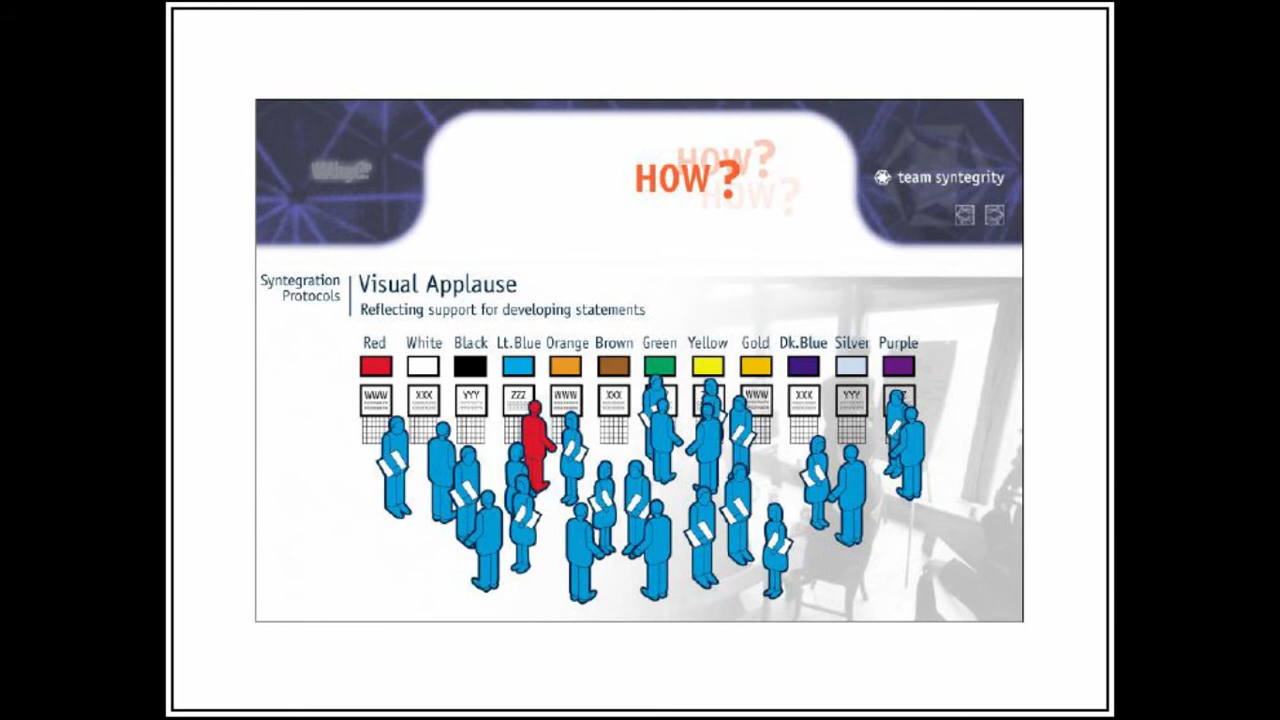 HOW?
HOW?
HOW?
team syntegrity
Syntegration
Protocols
Visual Applause
Reflecting support for developing statements
Red White Black Lt.Blue Orange Brown Green Yellow Gold Dk.Blue Silver Purple
WWW XXX YYY ZZZ WWW XXX WWW XXX YYY